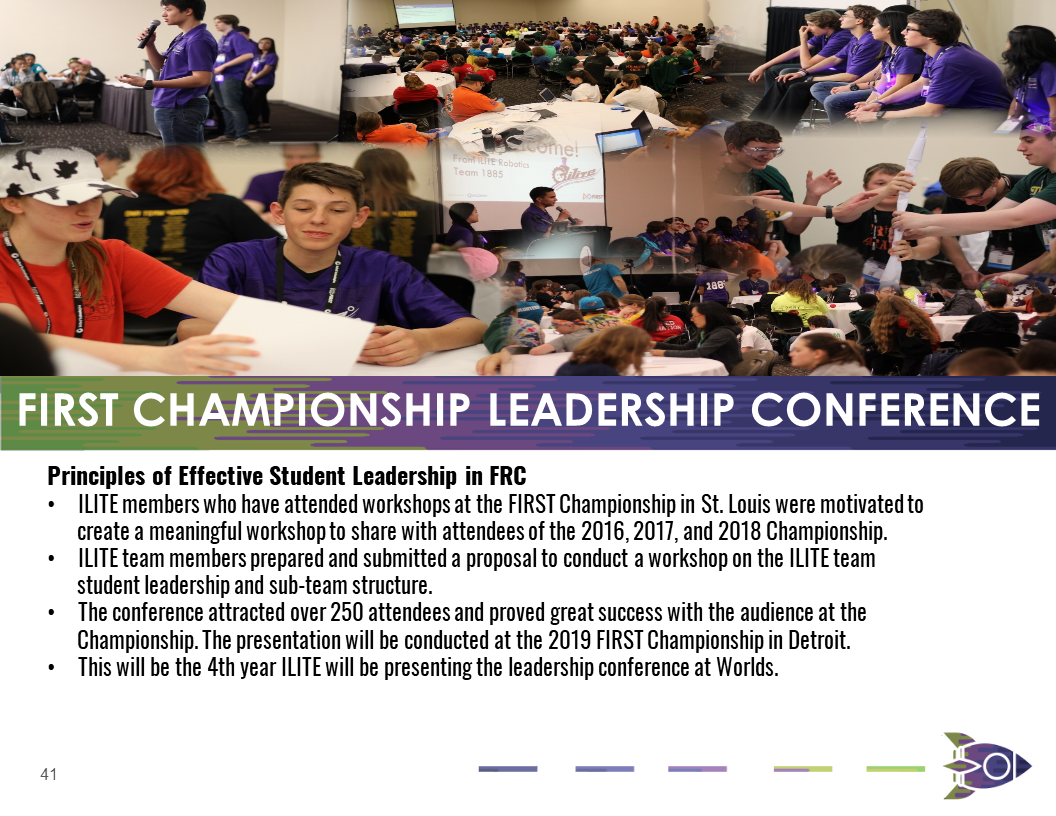 come!
From ILITE Robotics
Team 1885
ilite
1885
FIRST CHAMPIONSHIP LEADERSHIP CONFERENCE
Principles of Effective Student Leadership in FRC
• ILITE members who have attended workshops at the FIRST Championship in St. Louis were motivated to
create a meaningful workshop to share with attendees of the 2016, 2017, and 2018 Championship.
• ILITE team members prepared and submitted a proposal to conduct a workshop on the ILITE team
student leadership and sub-team structure.
• The conference attracted over 250 attendees and proved great success with the audience at the
Championship. The presentation will be conducted at the 2019 FIRST Championship in Detroit.
• This will be the 4th year ILITE will be presenting the leadership conference at Worlds.
41